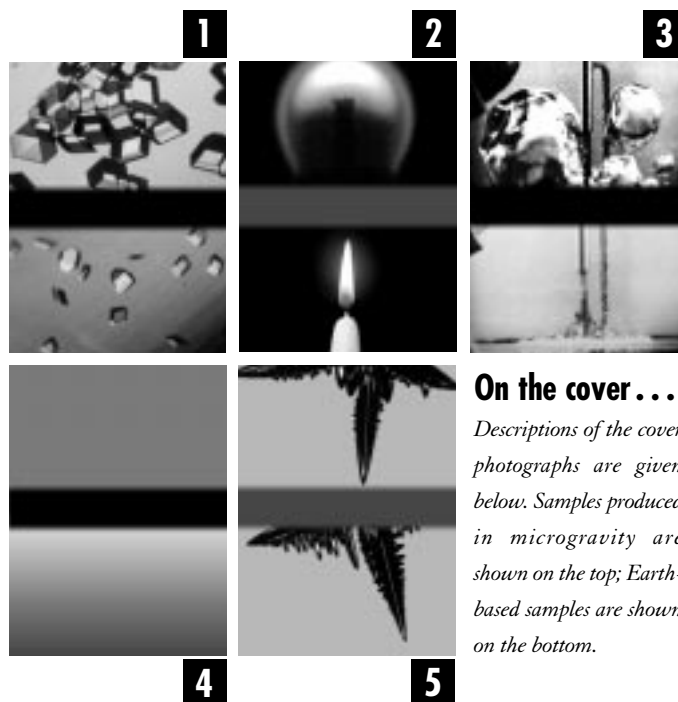 1
2
3
On the cover...
Descriptions of the cover
photographs are given
below. Samples produced
in microgravity are
shown on the top; Earth-
based samples are shown
on the bottom.
4
5